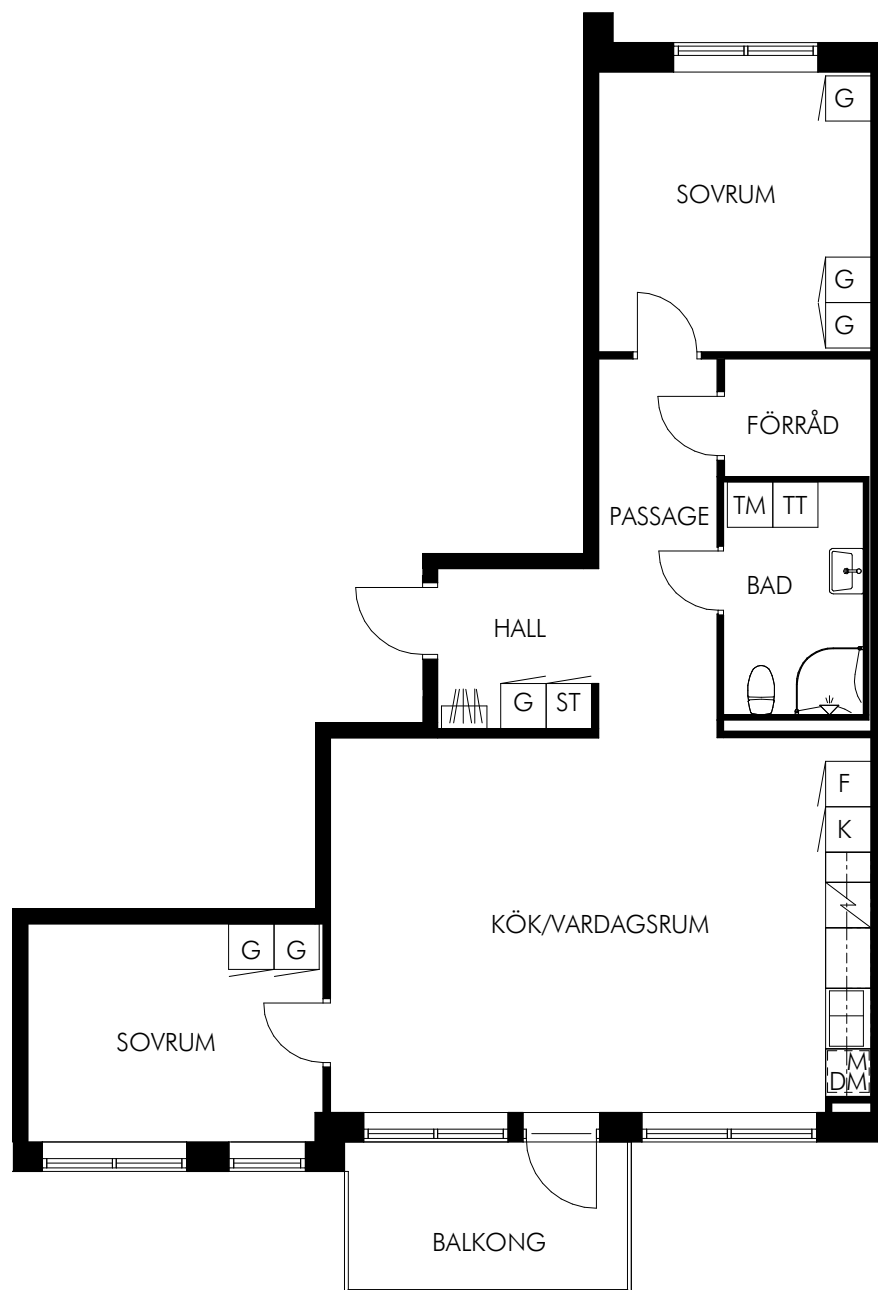 G
SOVRUM
G
G
FÖRRÅD
TM TT
PASSAGE
BAD
HALL
G ST
F
K
KÖK/VARDAGSRUM
G G
SOVRUM
M
DM
BALKONG